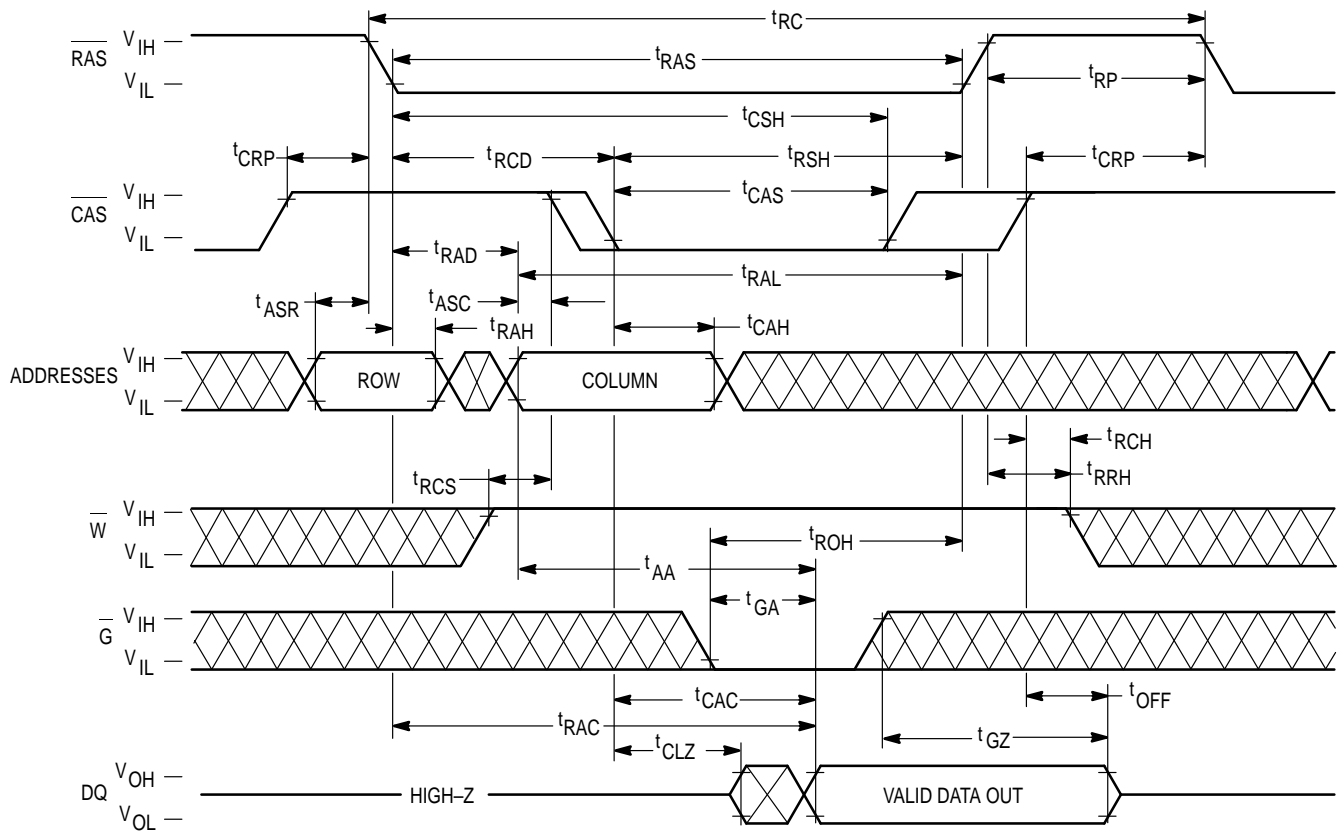 tRC
RAS VIH
VIL
tRAS
tRP
tCSH
tCRP
tRCD
tRSH
tCRP
CAS VIH
VIL
tCAS
tRAD
tRAL
tASR
tASC
tRAH
tCAH
ADDRESSES VIH
VIL
ROW
COLUMN
tRCH
tRCS
tRRH
W VIH
VIL
tROH
tAA
tGA
G VIH
VIL
tCAC
tOFF
tRAC
tGZ
tCLZ
DQ VOH
VOL
HIGH–Z
VALID DATA OUT